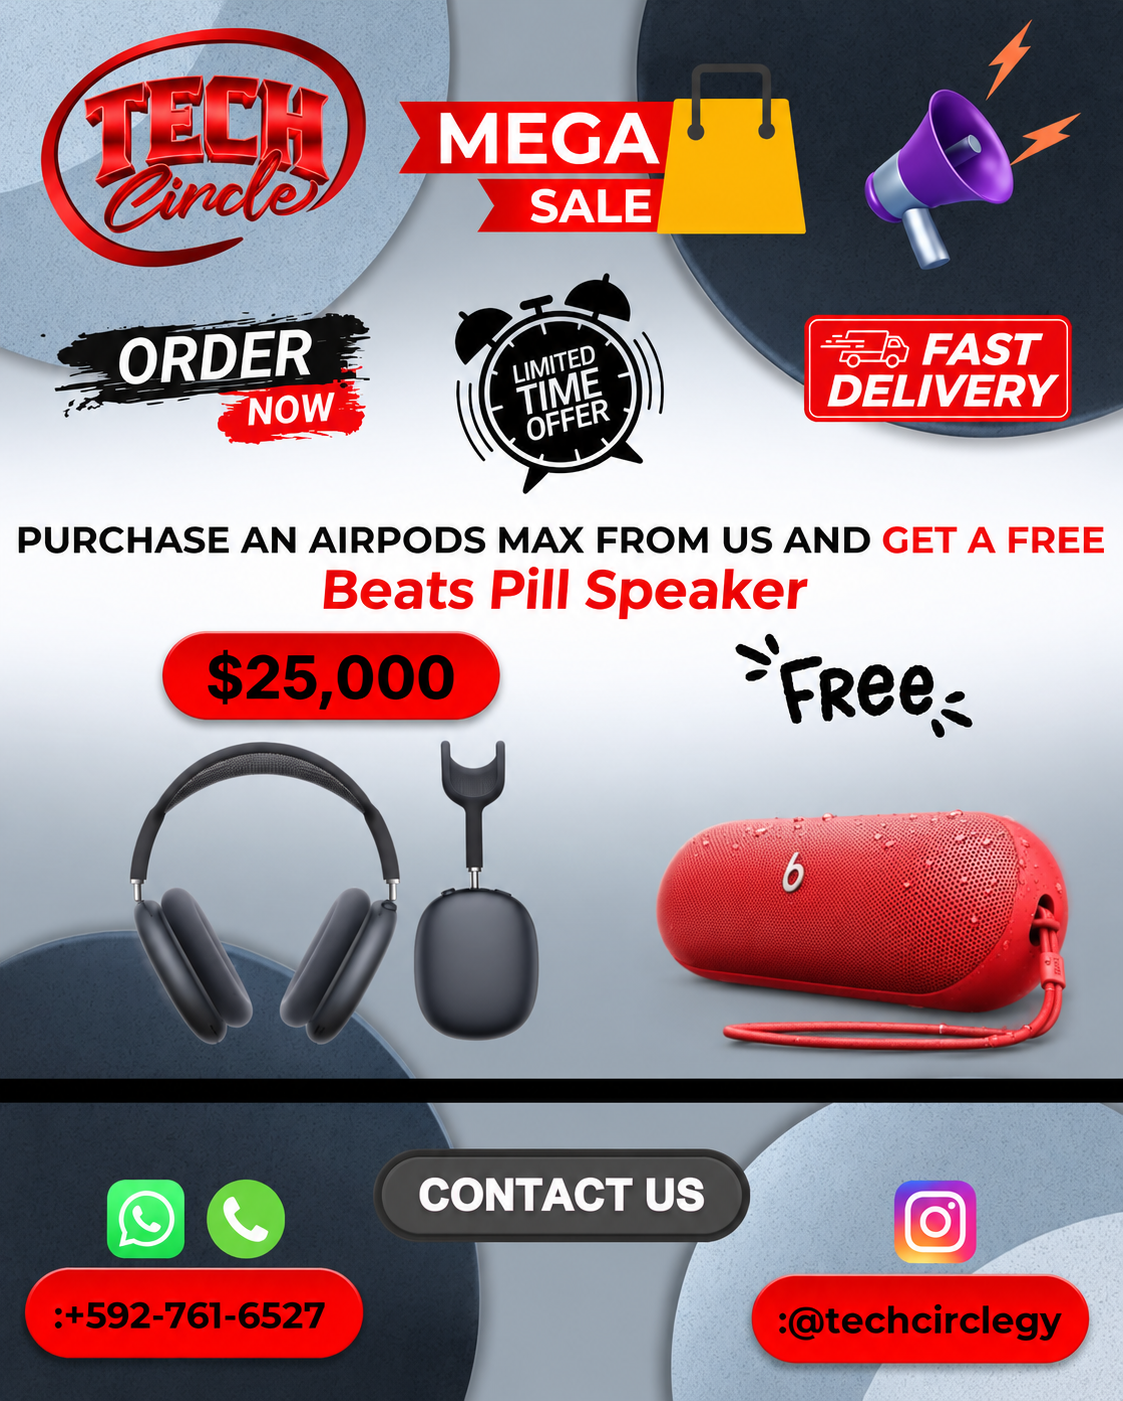 TECH
Circle
MEGA
SALE
ORDER
NOW
LIMITED
TIME
OFFER
FAST
DELIVERY
PURCHASE AN AIRPODS MAX FROM US AND GET A FREE
Beats Pill Speaker
$25,000
FRee
b
CONTACT US
:+592-761-6527
:@techcirclegy